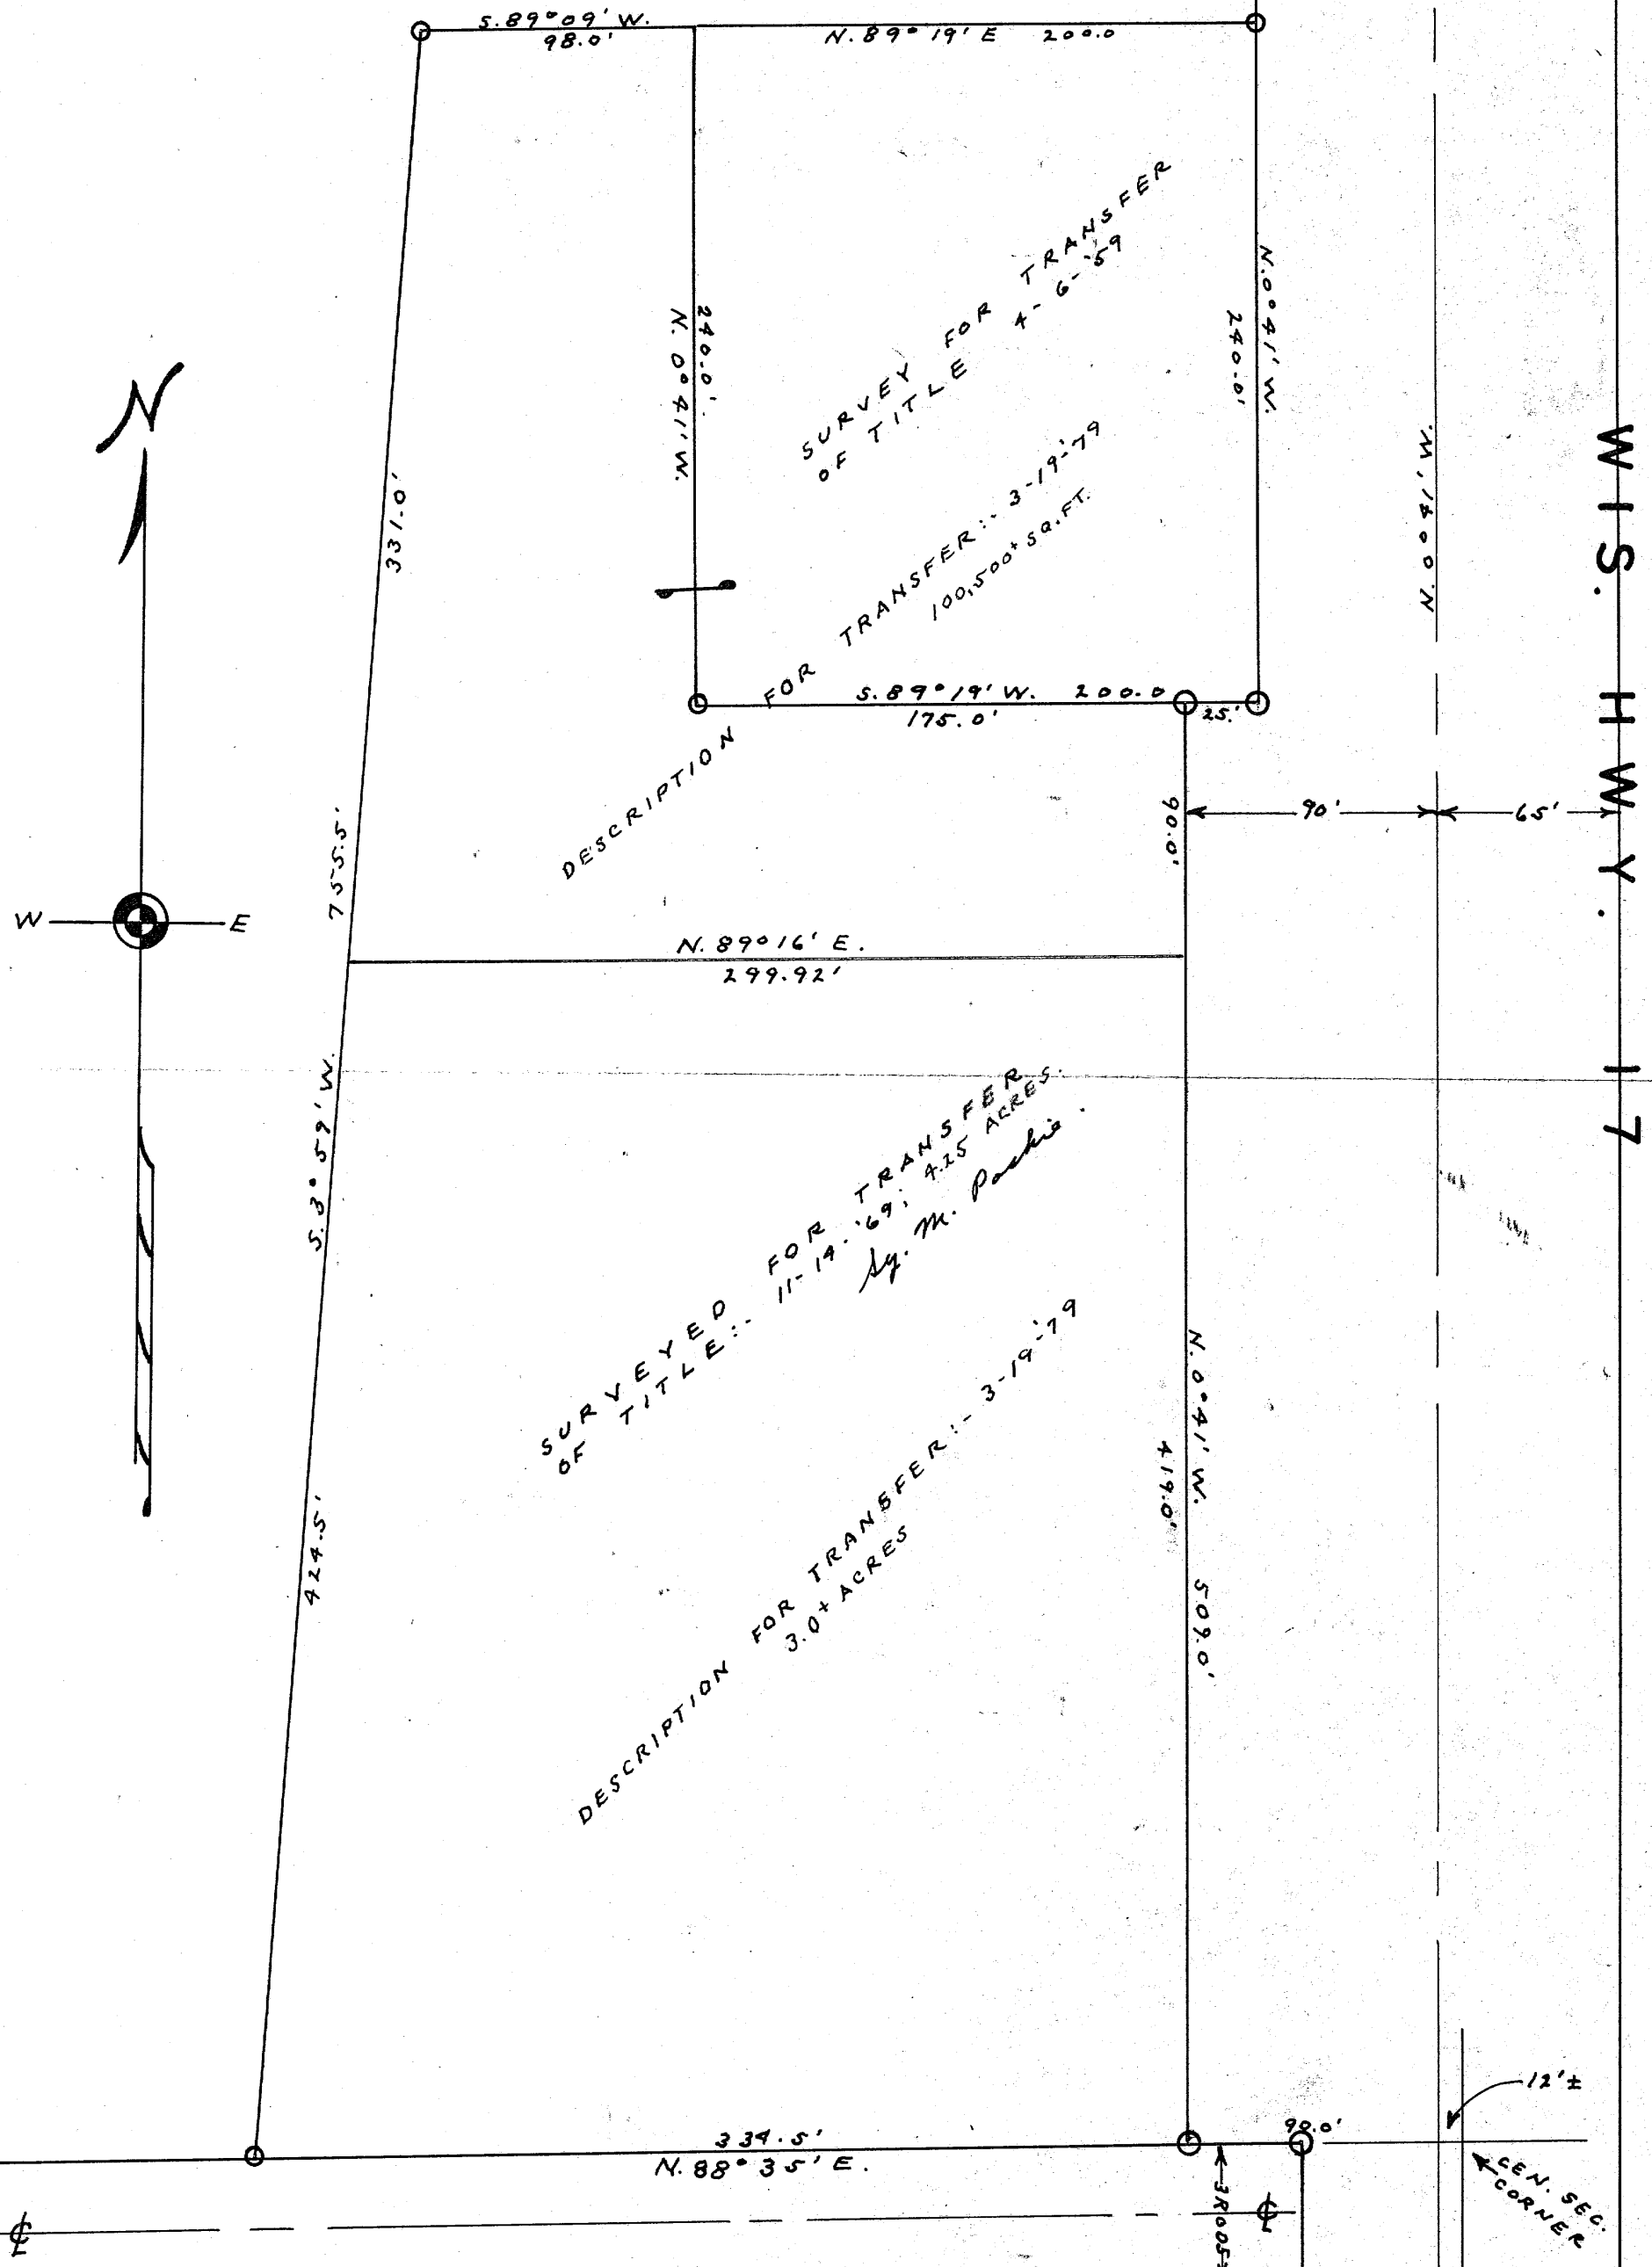 S. 89° 09' W.
98.0'
N. 89° 19' E 200.0
SURVEY FOR TRANSFER
OF TITLE 4-6-'59
N. 0° 41' W.
240.0'
240.0'.
N. 0° 41' W.
N. 0° 41' W.
WIS. HWY. 17
N
W
E
331.0'
DESCRIPTION FOR TRANSFER:- 3-19-'79
100,500+ SQ. FT.
S. 89° 19' W. 200.0
175.0'
25.'
90.0'
90'
65'
755.5'
N. 89° 16' E.
299.92'
S. 3° 59' W.
SURVEYED FOR TRANSFER
OF TITLE:- 11-14-'69; 4.25 ACRES.
DESCRIPTION FOR TRANSFER:- 3-19-'79
3.0+ ACRES
N. 0° 41' W. 509.0'
419.0'
424.5'
12'±
334.5'
N. 88° 35' E.
90.0'
CEN. SEC.
CORNER
℄
℄